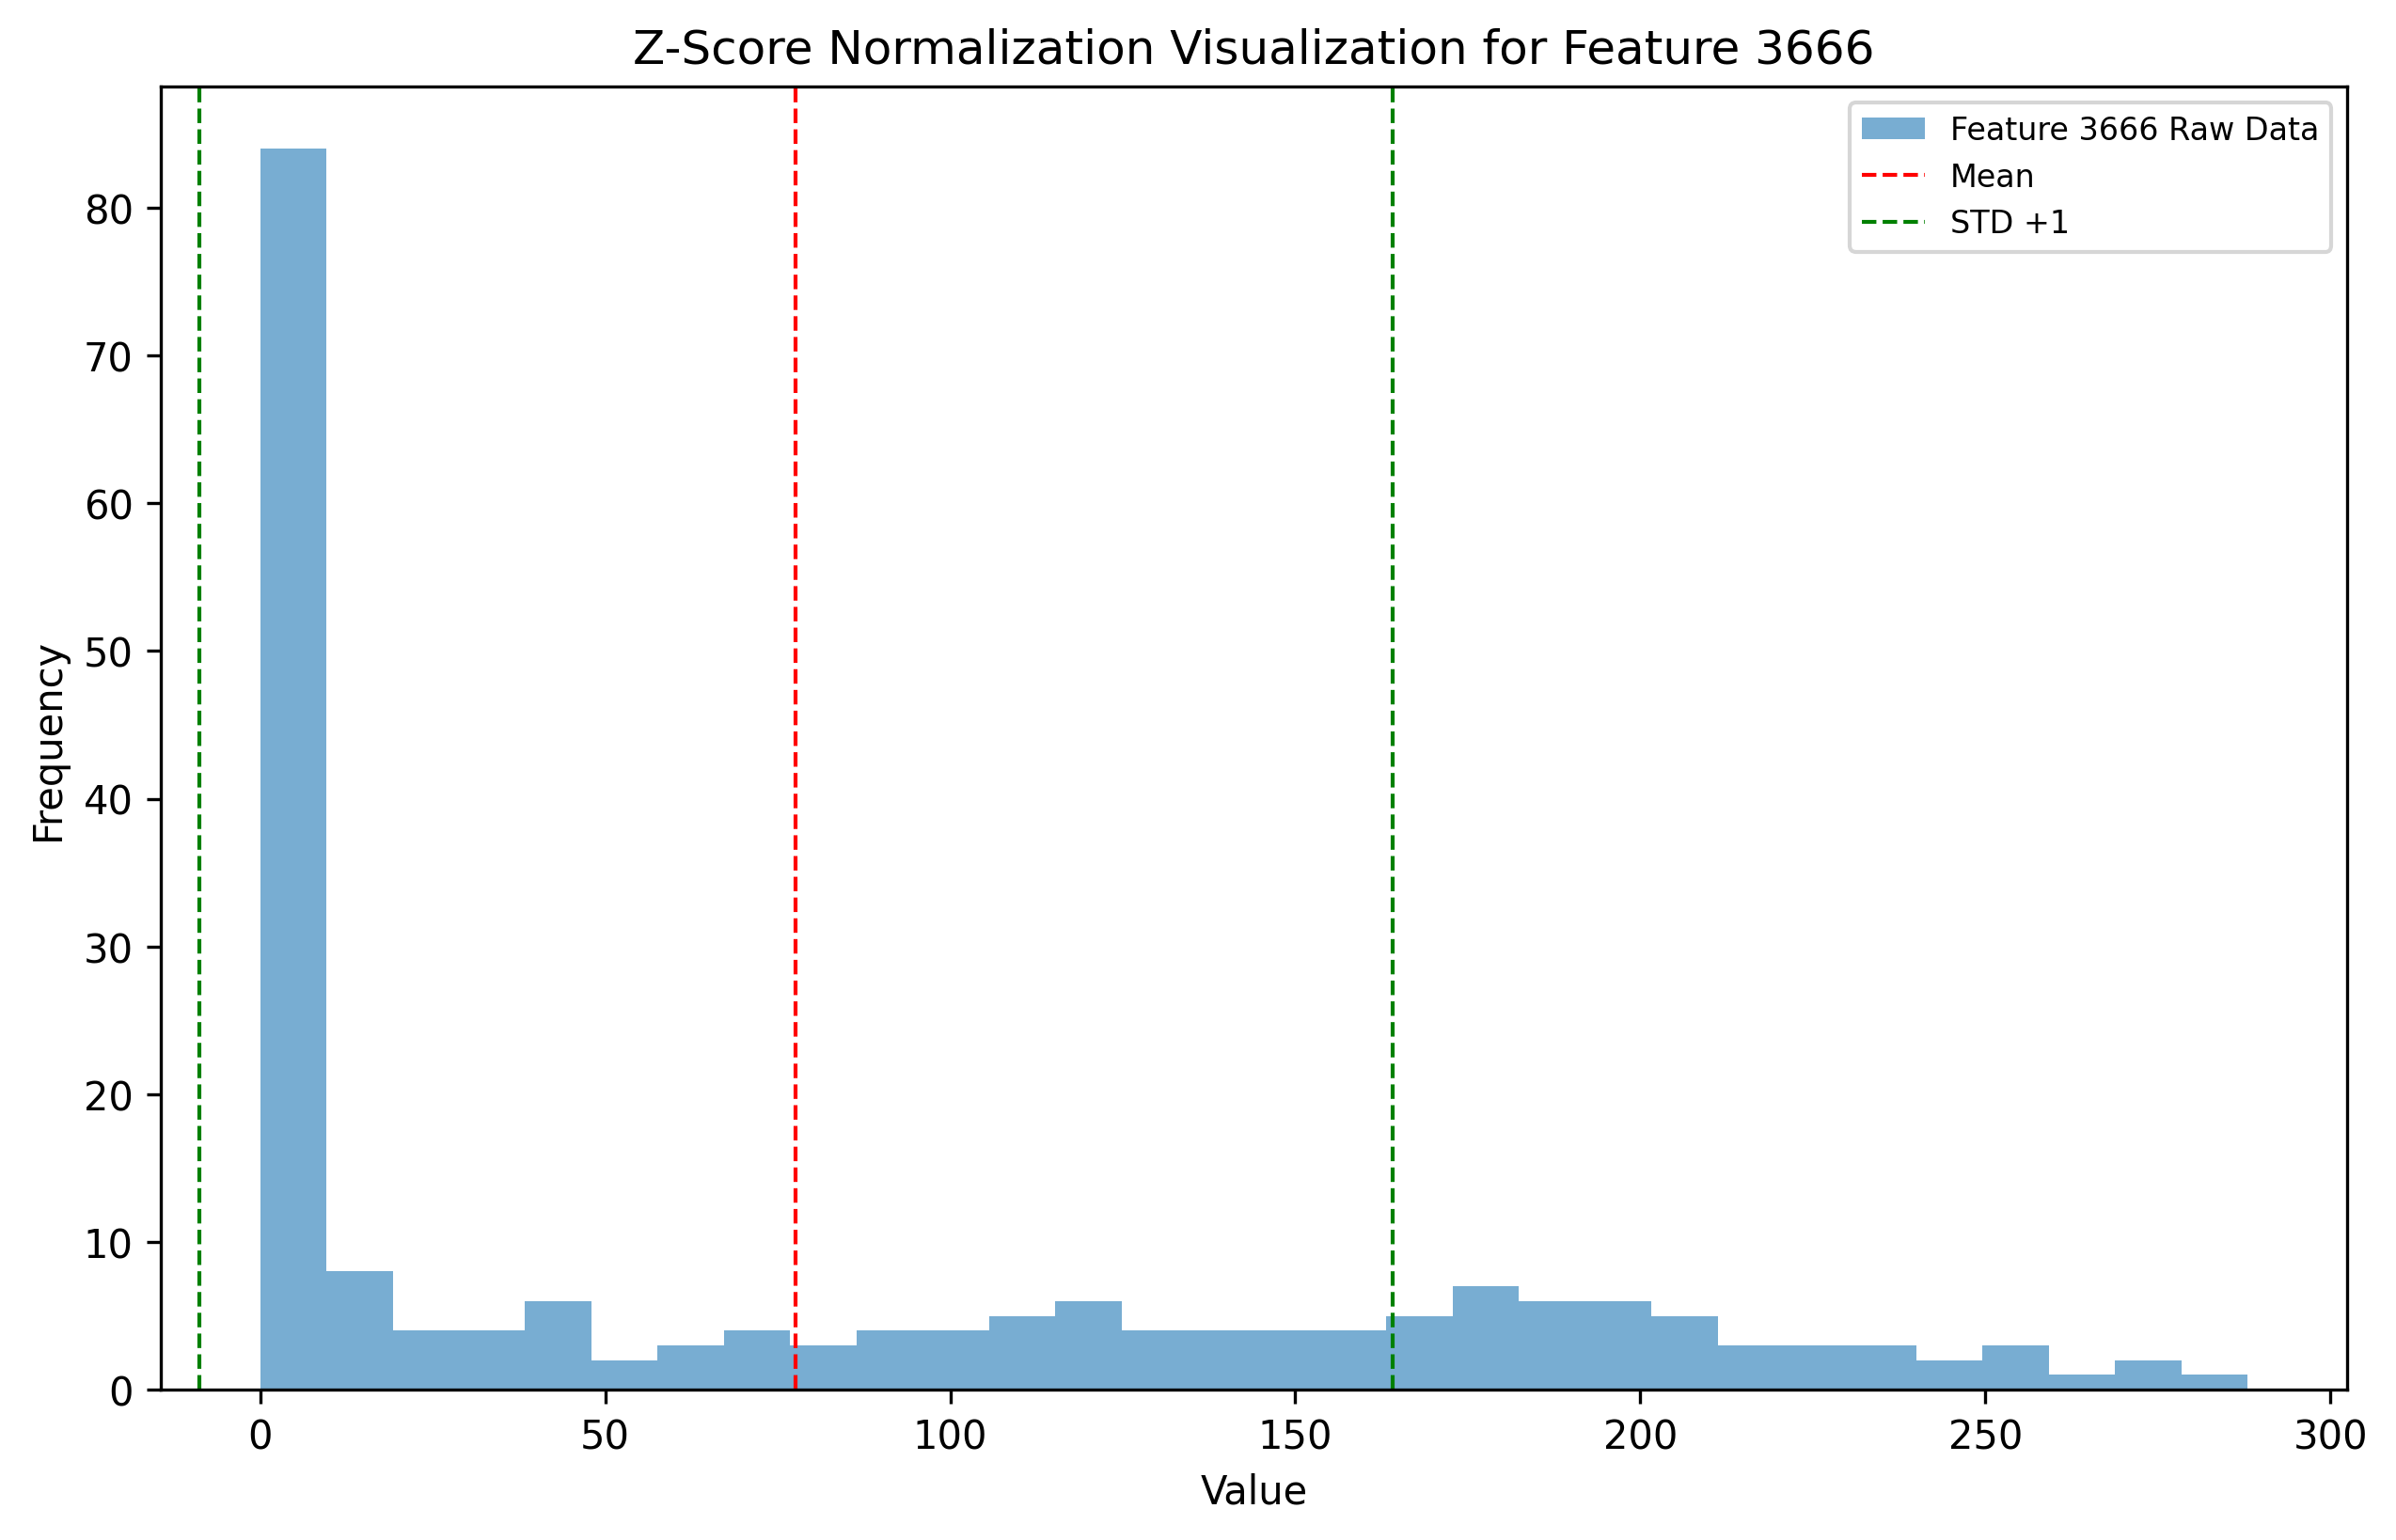 Z-Score Normalization Visualization for Feature 3666
Feature 3666 Raw Data
Mean
STD +1
Frequency
80
70
60
50
40
30
20
10
0
0 50 100 150 200 250 300
Value